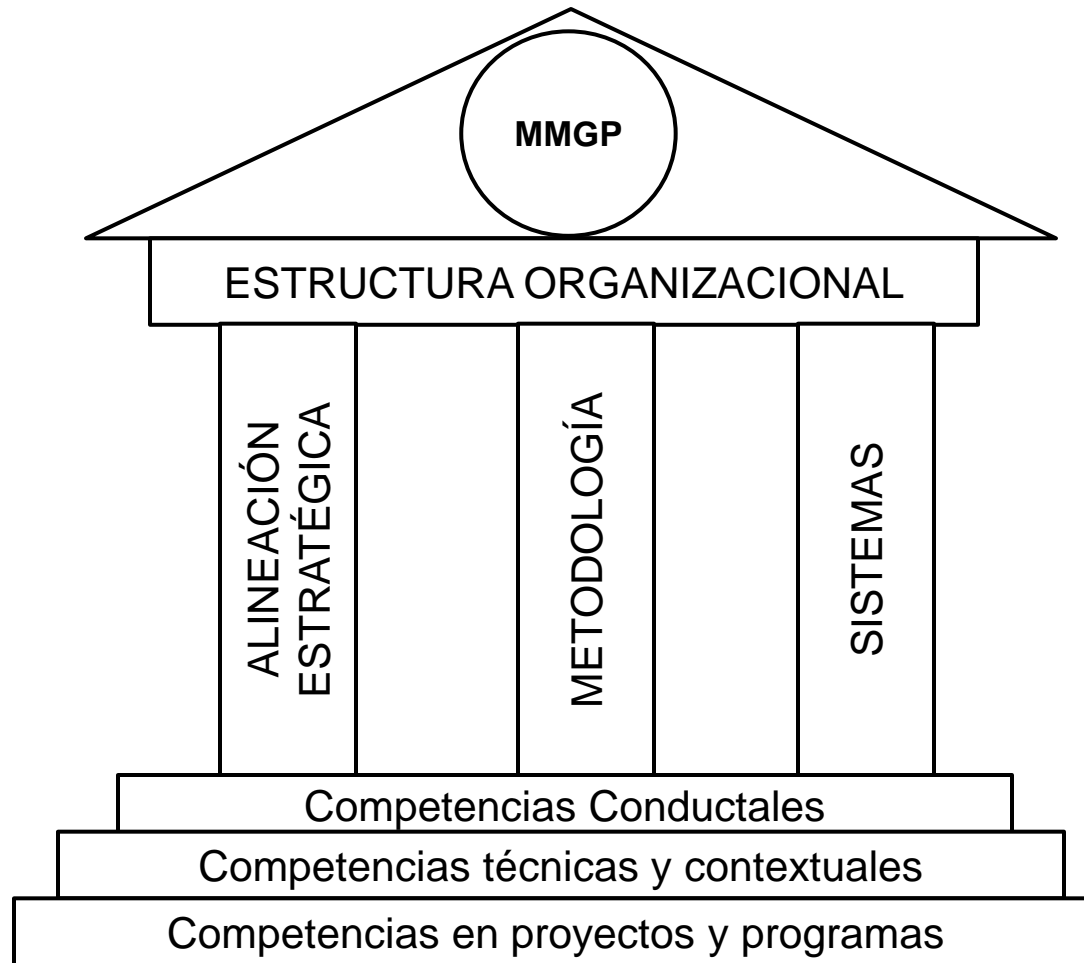 MMGP
ESTRUCTURA ORGANIZACIONAL
ALINEACIÓN
ESTRATÉGICA
METODOLOGÍA
SISTEMAS
Competencias Conductales
Competencias técnicas y contextuales
Competencias en proyectos y programas